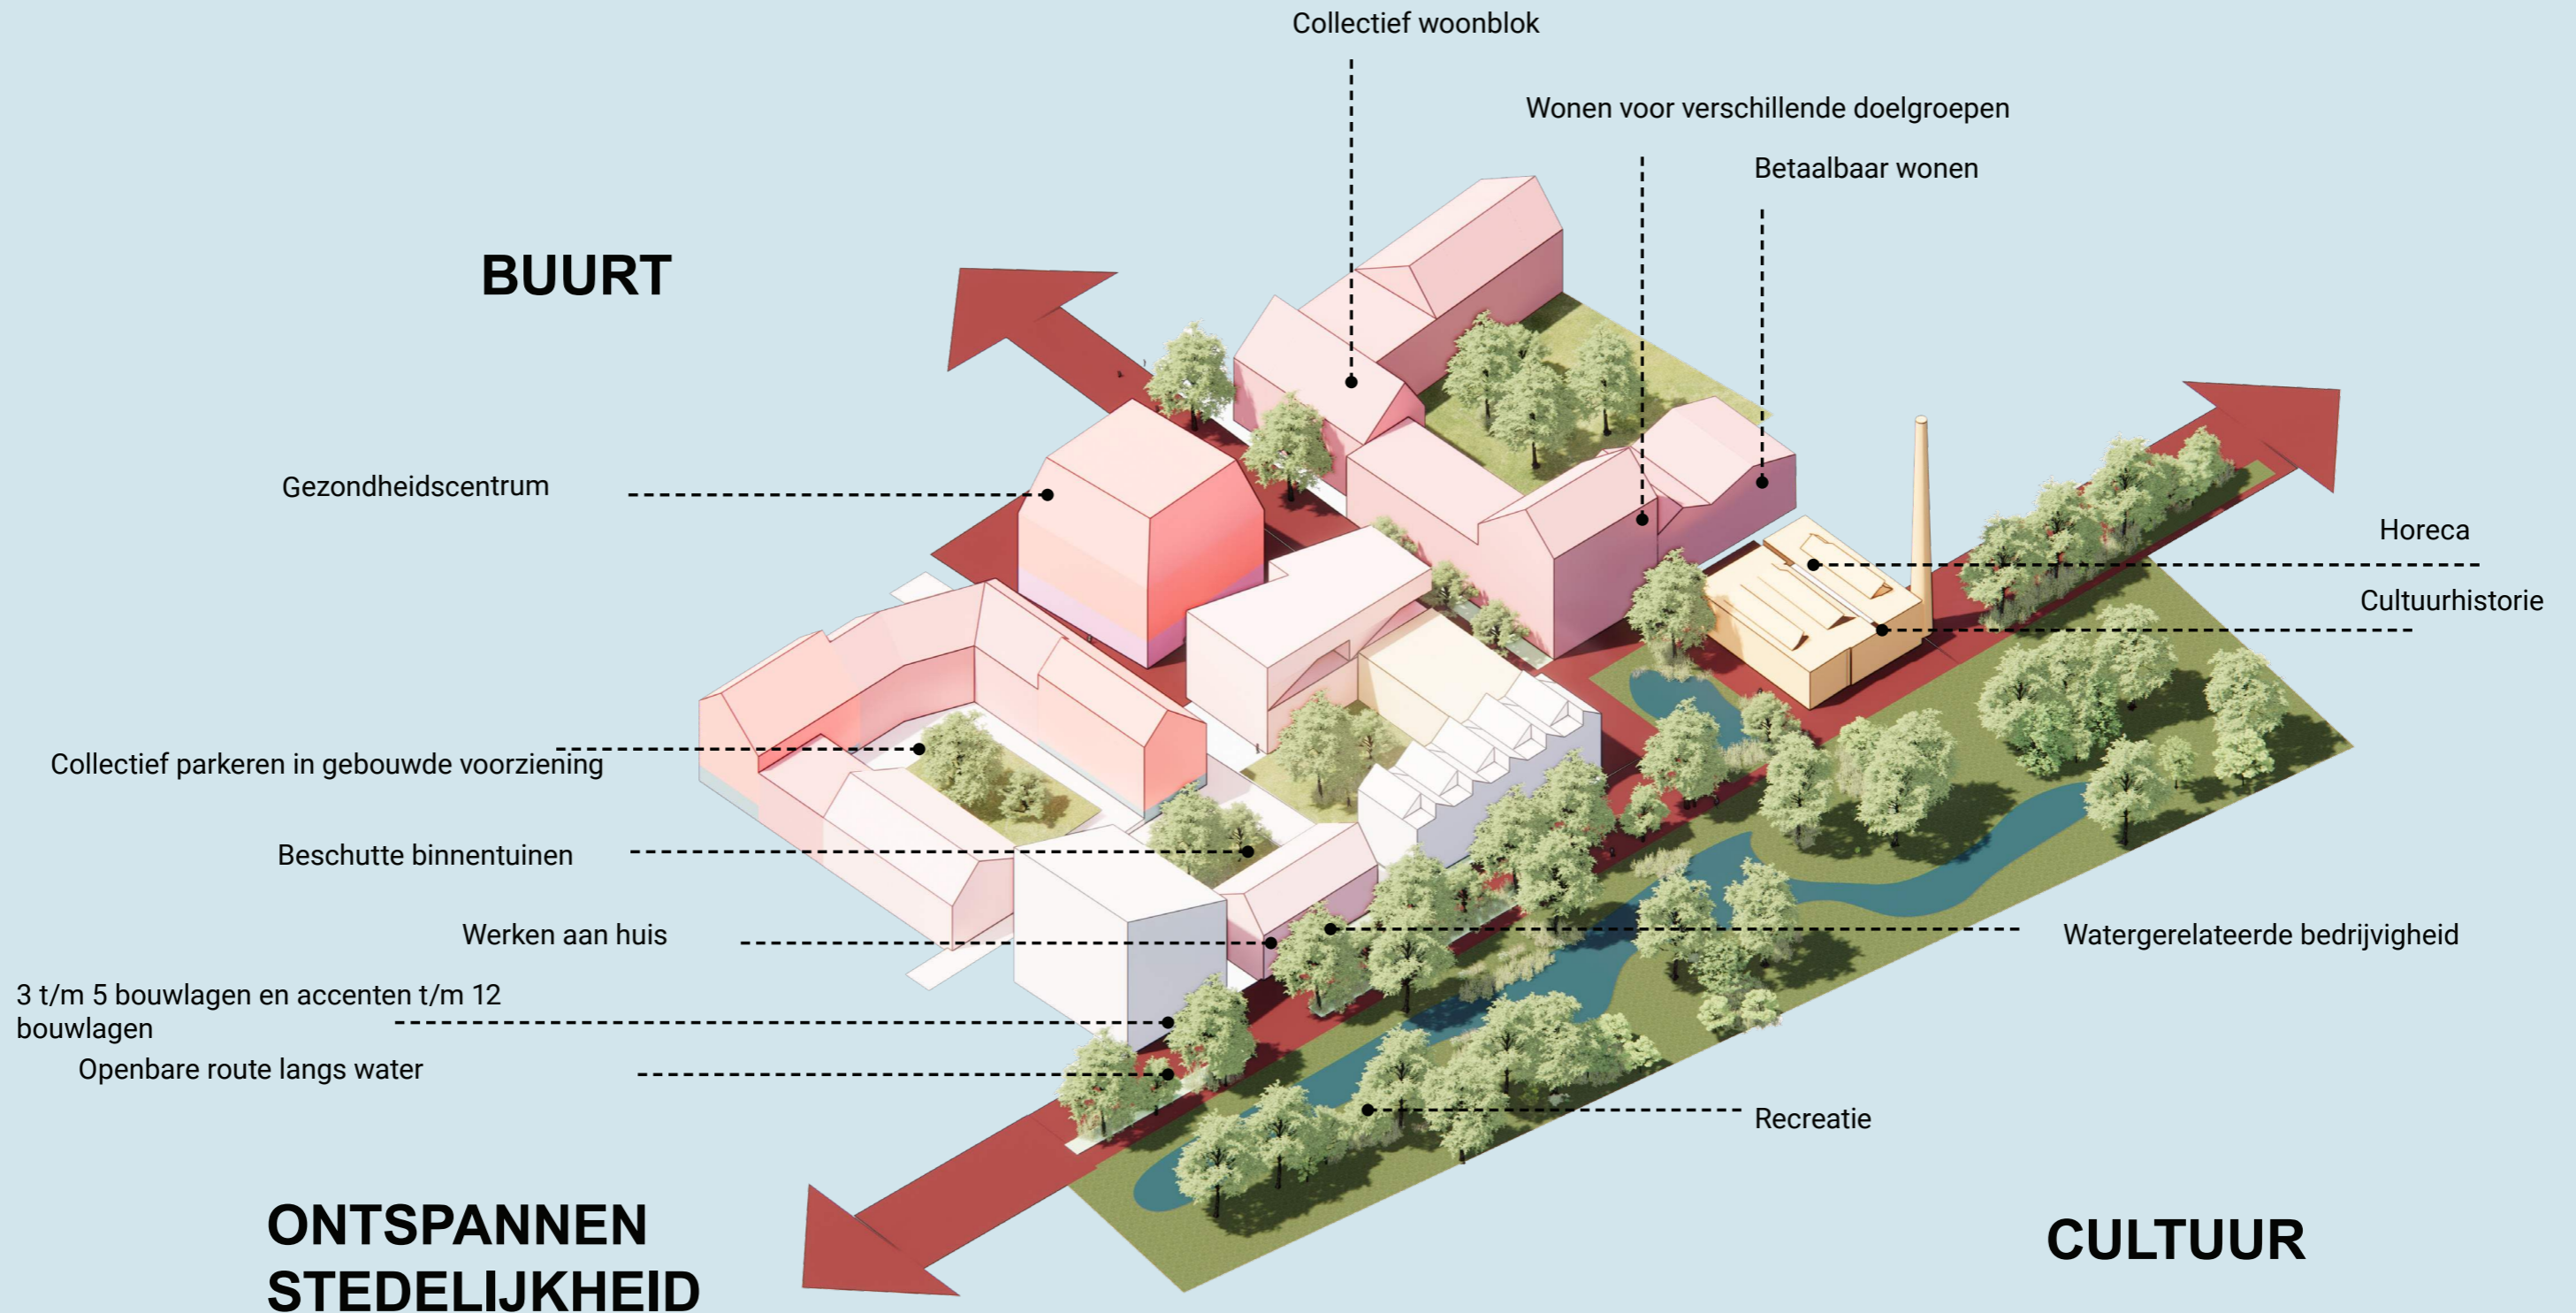 Collectief woonblok
Wonen voor verschillende doelgroepen
Betaalbaar wonen
BUURT
Gezondheidscentrum
Horeca
Cultuurhistorie
Collectief parkeren in gebouwde voorziening
Beschutte binnentuinen
Werken aan huis
Watergerelateerde bedrijvigheid
3 t/m 5 bouwlagen en accenten t/m 12
bouwlagen
Openbare route langs water
Recreatie
ONTSPANNEN
STEDELIJKHEID
CULTUUR